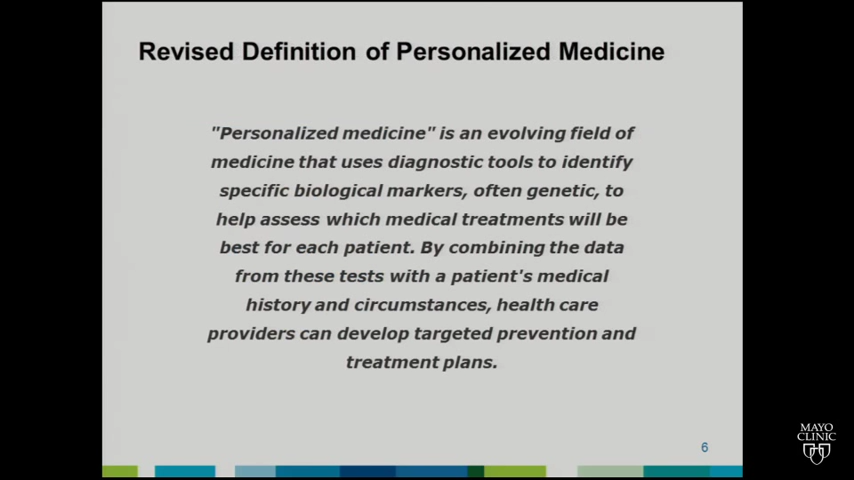 Revised Definition of Personalized Medicine
"Personalized medicine" is an evolving field of
medicine that uses diagnostic tools to identify
specific biological markers, often genetic, to
help assess which medical treatments will be
best for each patient. By combining the data
from these tests with a patient's medical
history and circumstances, health care
providers can develop targeted prevention and
treatment plans.
6
MAYO
CLINIC